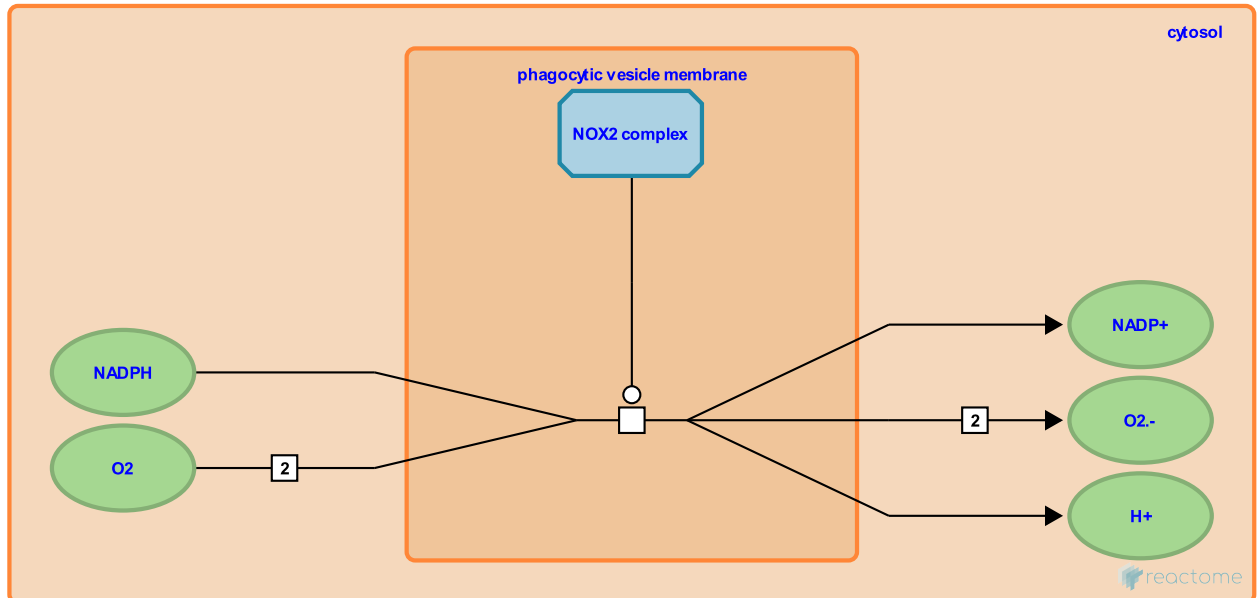 cytosol
phagocytic vesicle membrane
NOX2 complex
NADPH
O2
2
NADP+
2
O2.-
H+
reactome